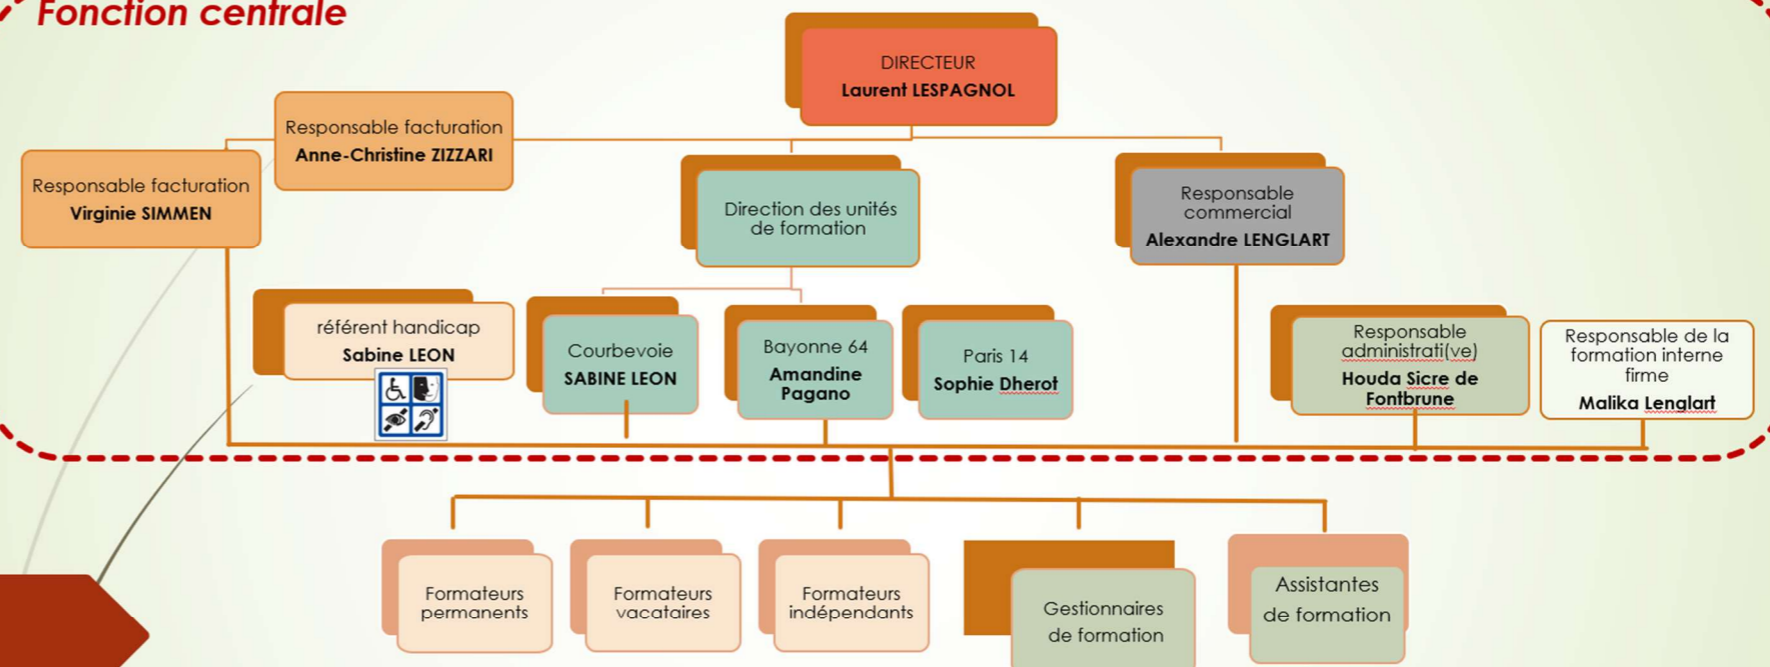 Fonction centrale
DIRECTEUR
Laurent LESPAGNOL
Responsable facturation
Anne-Christine ZIZZARI
Responsable facturation
Virginie SIMMEN
Direction des unités
de formation
Responsable
commercial
Alexandre LENGLART
référent handicap
Sabine LEON
Courbevoie
SABINE LEON
Bayonne 64
Amandine
Pagano
Paris 14
Sophie Dherot
Responsable
administrati(ve)
Houda Sicre de
Fontbrune
Responsable de la
formation interne
firme
Malika Lenglart
Formateurs
permanents
Formateurs
vacataires
Formateurs
indépendants
Gestionnaires
de formation
Assistantes
de formation